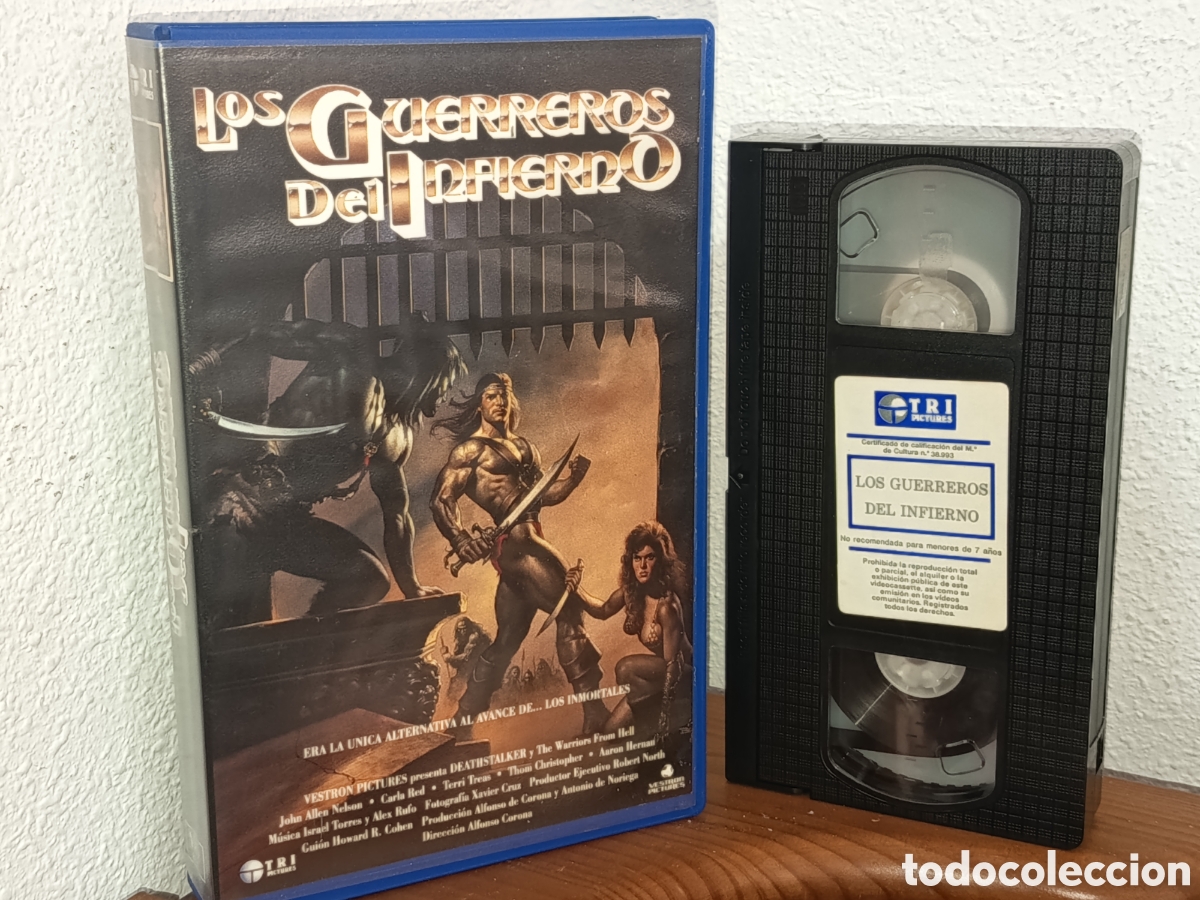 Los Guerreros
Del Infierno
ERA LA UNICA ALTERNATIVA AL AVANCE DE... LOS INMORTALES
VESTRON PICTURES presenta DEATHSTALKER y The Warriors From Hell
John Allen Nelson • Carla Red • Terri Treas • Thom Christopher • Aaron Hernan
Música Israel Torres y Alex Rufo Fotografía Xavier Cruz Productor Ejecutivo Robert North
Guión Howard R. Cohen Producción Alfonso de Corona y Antonio de Noriega
Dirección Alfonso Corona
VESTRON
PICTURES
TRI
PICTURES
TRI
PICTURES
Certificado de calificación del M.º
de Cultura n.º 38.993
LOS GUERREROS
DEL INFIERNO
No recomendada para menores de 7 años
Prohibida la reproducción total
o parcial, el alquiler o la
exhibición pública de este
videocassette, así como su
emisión en los vídeos
comunitarios. Registrados
todos los derechos.
todocoleccion